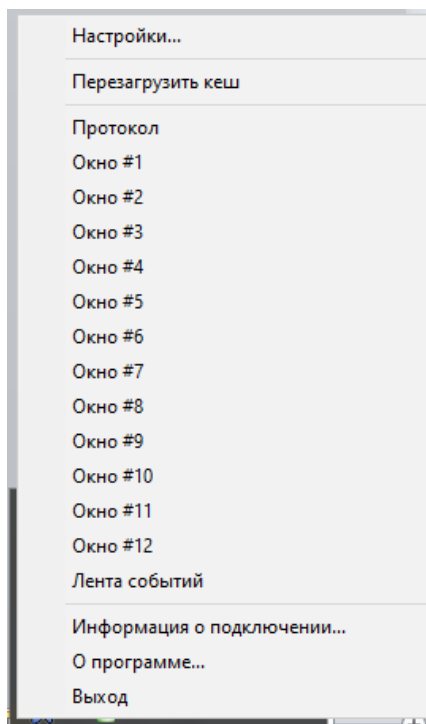 Настройки...
Перезагрузить кеш
Протокол
Окно #1
Окно #2
Окно #3
Окно #4
Окно #5
Окно #6
Окно #7
Окно #8
Окно #9
Окно #10
Окно #11
Окно #12
Лента событий
Информация о подключении...
О программе...
Выход